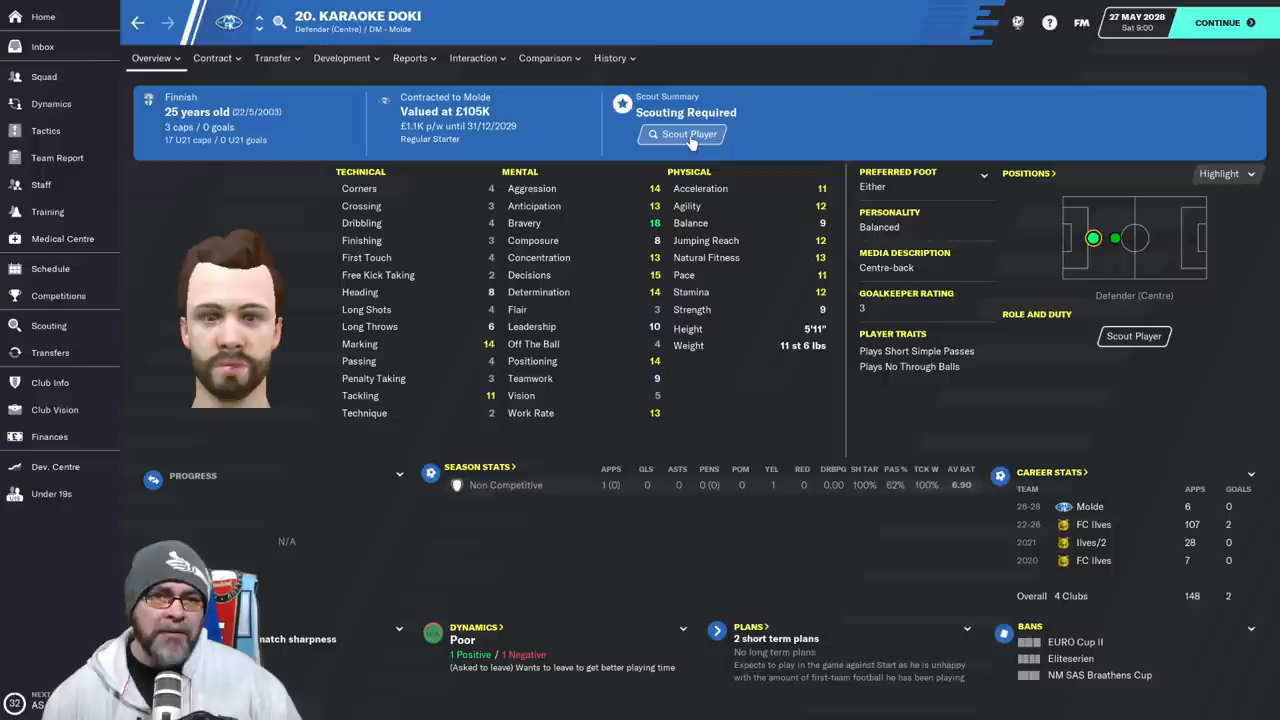 Home
20. KARAOKE DOKI
Defender (Centre) / DM - Molde
FM
27 MAY 2028
Sat 9:00
CONTINUE
Inbox
Squad
Dynamics
Tactics
Team Report
Staff
Training
Medical Centre
Schedule
Competitions
Scouting
Transfers
Club Info
Club Vision
Finances
Dev. Centre
Under 19s
Overview
Contract
Transfer
Development
Reports
Interaction
Comparison
History
Finnish
25 years old (22/5/2003)
3 caps / 0 goals
17 U21 caps / 0 U21 goals
Contracted to Molde
Valued at £105K
£1.1K p/w until 31/12/2029
Regular Starter
Scout Summary
Scouting Required
Scout Player
TECHNICAL
Corners 4
Crossing 3
Dribbling 4
Finishing 3
First Touch 4
Free Kick Taking 2
Heading 8
Long Shots 4
Long Throws 6
Marking 14
Passing 4
Penalty Taking 3
Tackling 11
Technique 2
MENTAL
Aggression 14
Anticipation 13
Bravery 18
Composure 8
Concentration 13
Decisions 15
Determination 14
Flair 3
Leadership 10
Off The Ball 4
Positioning 14
Teamwork 9
Vision 5
Work Rate 13
PHYSICAL
Acceleration 11
Agility 12
Balance 9
Jumping Reach 12
Natural Fitness 13
Pace 11
Stamina 12
Strength 9
Height 5'11"
Weight 11 st 6 lbs
PREFERRED FOOT
Either
PERSONALITY
Balanced
MEDIA DESCRIPTION
Centre-back
GOALKEEPER RATING
3
PLAYER TRAITS
Plays Short Simple Passes
Plays No Through Balls
POSITIONS
Highlight
Defender (Centre)
ROLE AND DUTY
Scout Player
PROGRESS
N/A
SEASON STATS
APPS GLS ASTS PENS POM YEL RED DRBPG SH TAR PAS % TCK W AV RAT
Non Competitive 1 (0) 0 0 0 (0) 0 1 0 0.00 100% 62% 100% 6.90
CAREER STATS
TEAM APPS GOALS
26-28 Molde 6 0
22-26 FC Ilves 107 2
2021 Ilves/2 28 0
2020 FC Ilves 7 0
Overall 4 Clubs 148 2
match sharpness
DYNAMICS
Poor
1 Positive / 1 Negative
(Asked to leave) Wants to leave to get better playing time
PLANS
2 short term plans
No long term plans
Expects to play in the game against Start as he is unhappy
with the amount of first-team football he has been playing
BANS
EURO Cup II
Eliteserien
NM SAS Braathens Cup
32
NEXT
AS